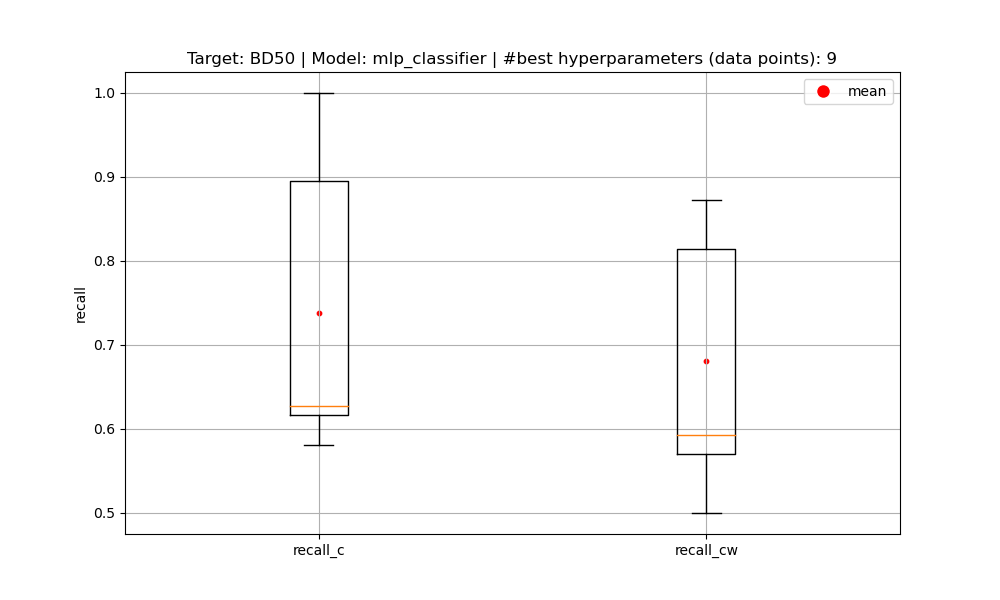 Target: BD50 | Model: mlp_classifier | #best hyperparameters (data points): 9
mean
1.0
0.9
0.8
0.7
0.6
0.5
recall
recall_c
recall_cw